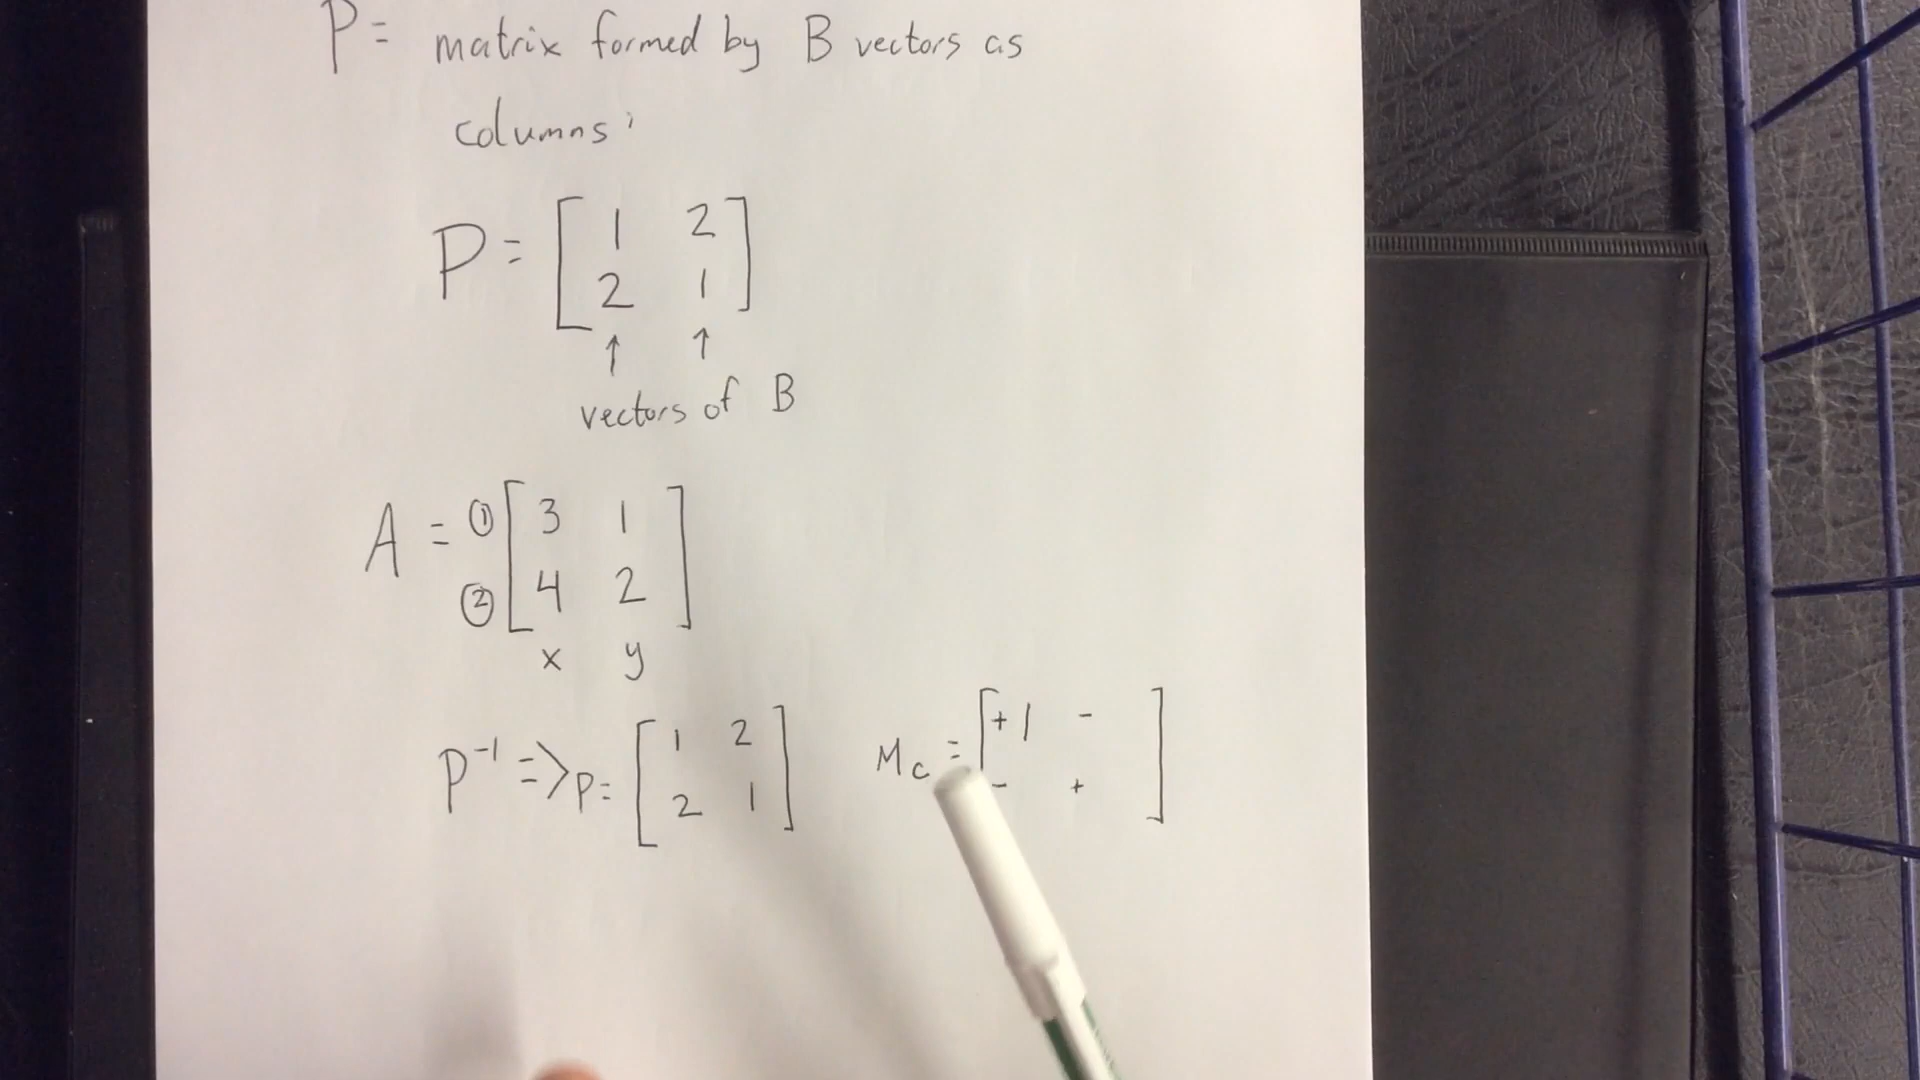 P = matrix formed by B vectors as
columns:
P = [ 1 2
2 1 ]
↑ ↑
vectors of B
A = ① [ 3 1
② 4 2 ]
x y
P⁻¹ => P = [ 1 2
2 1 ]
Mc = [ +1 -
- + ]